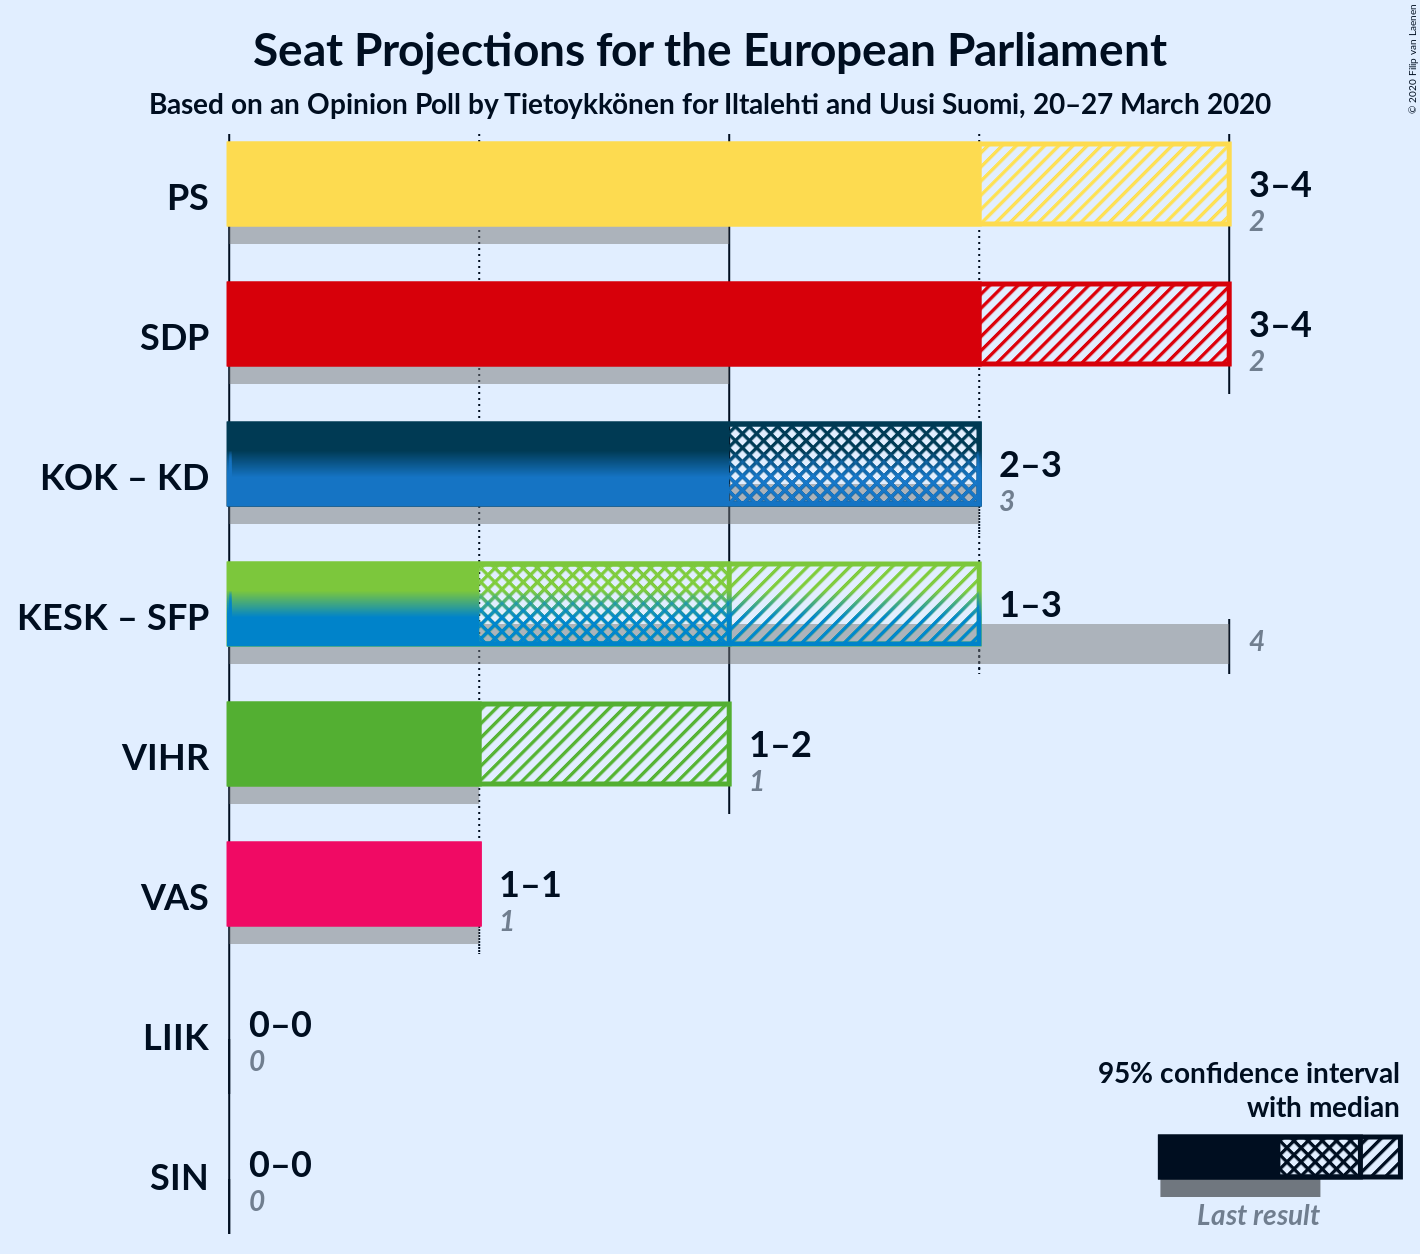 Seat Projections for the European Parliament
Based on an Opinion Poll by Tietoykkönen for Iltalehti and Uusi Suomi, 20–27 March 2020
© 2020 Filip van Laenen
PS
3–4
2
SDP
3–4
2
KOK – KD
2–3
3
KESK – SFP
1–3
4
VIHR
1–2
1
VAS
1–1
1
LIIK
0–0
0
SIN
0–0
0
95% confidence interval
with median
Last result